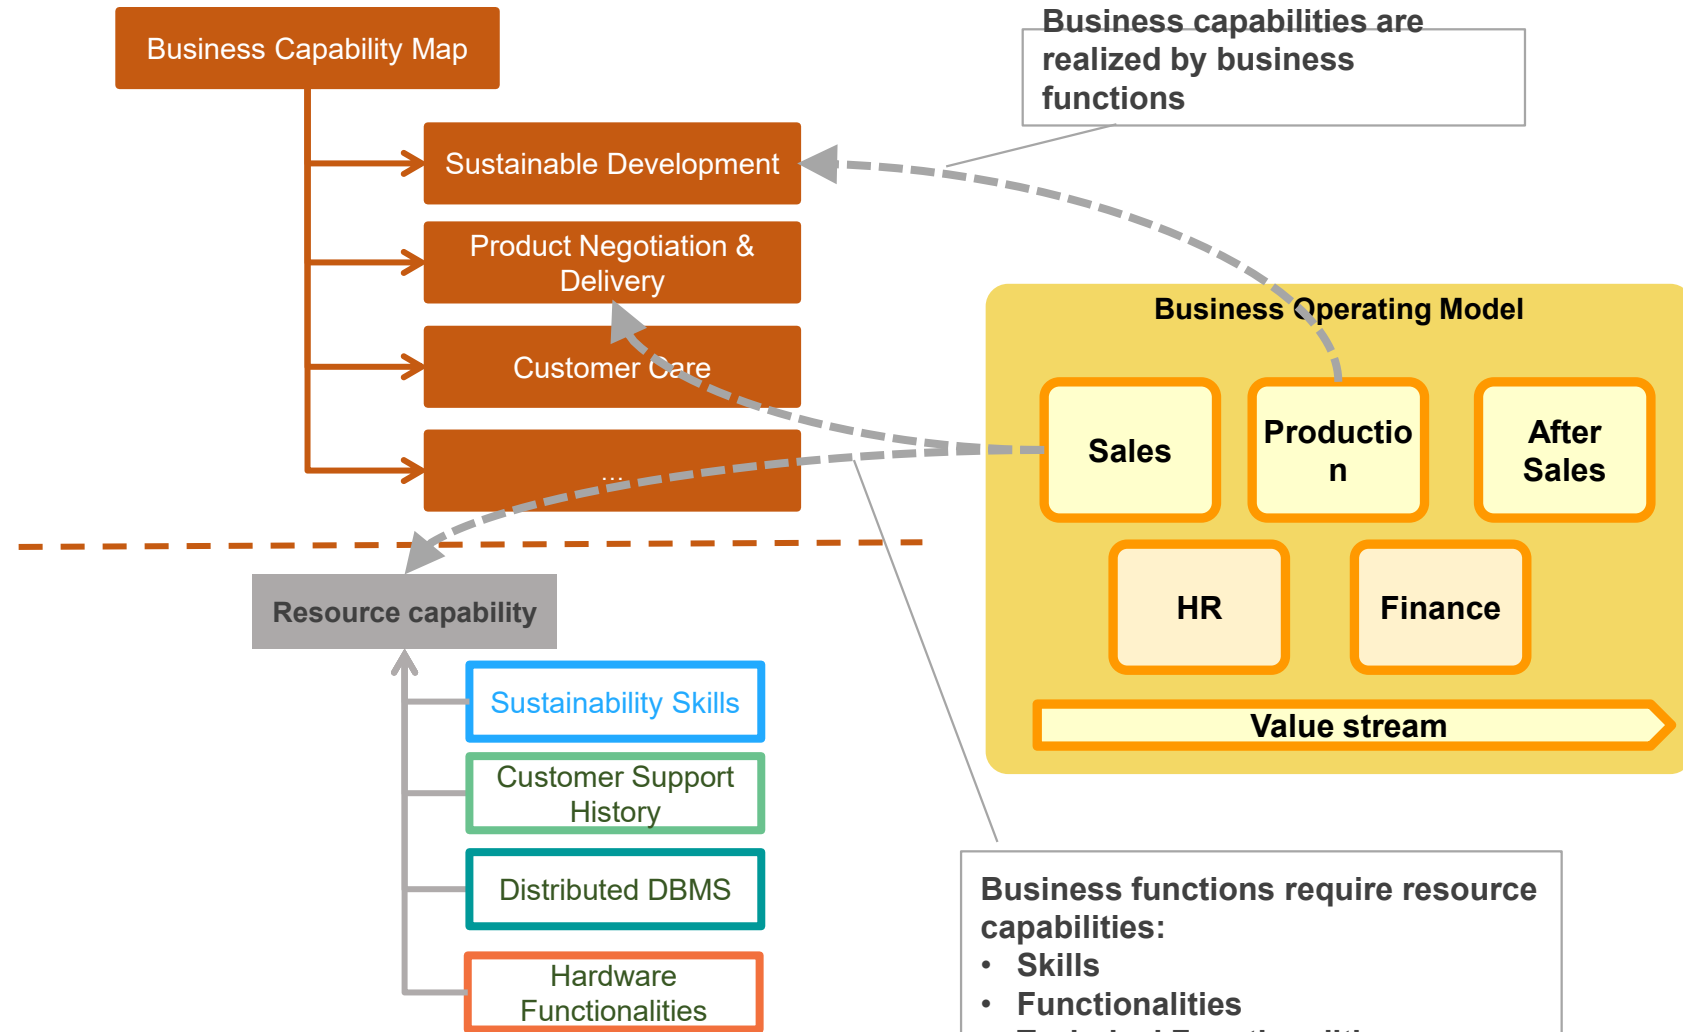 Business Capability Map
Business capabilities are
realized by business
functions
Sustainable Development
Product Negotiation &
Delivery
Customer Care
...
Business Operating Model
Sales
Productio
n
After
Sales
HR
Finance
Value stream
Resource capability
Sustainability Skills
Customer Support
History
Distributed DBMS
Hardware
Functionalities
Business functions require resource
capabilities:
• Skills
• Functionalities